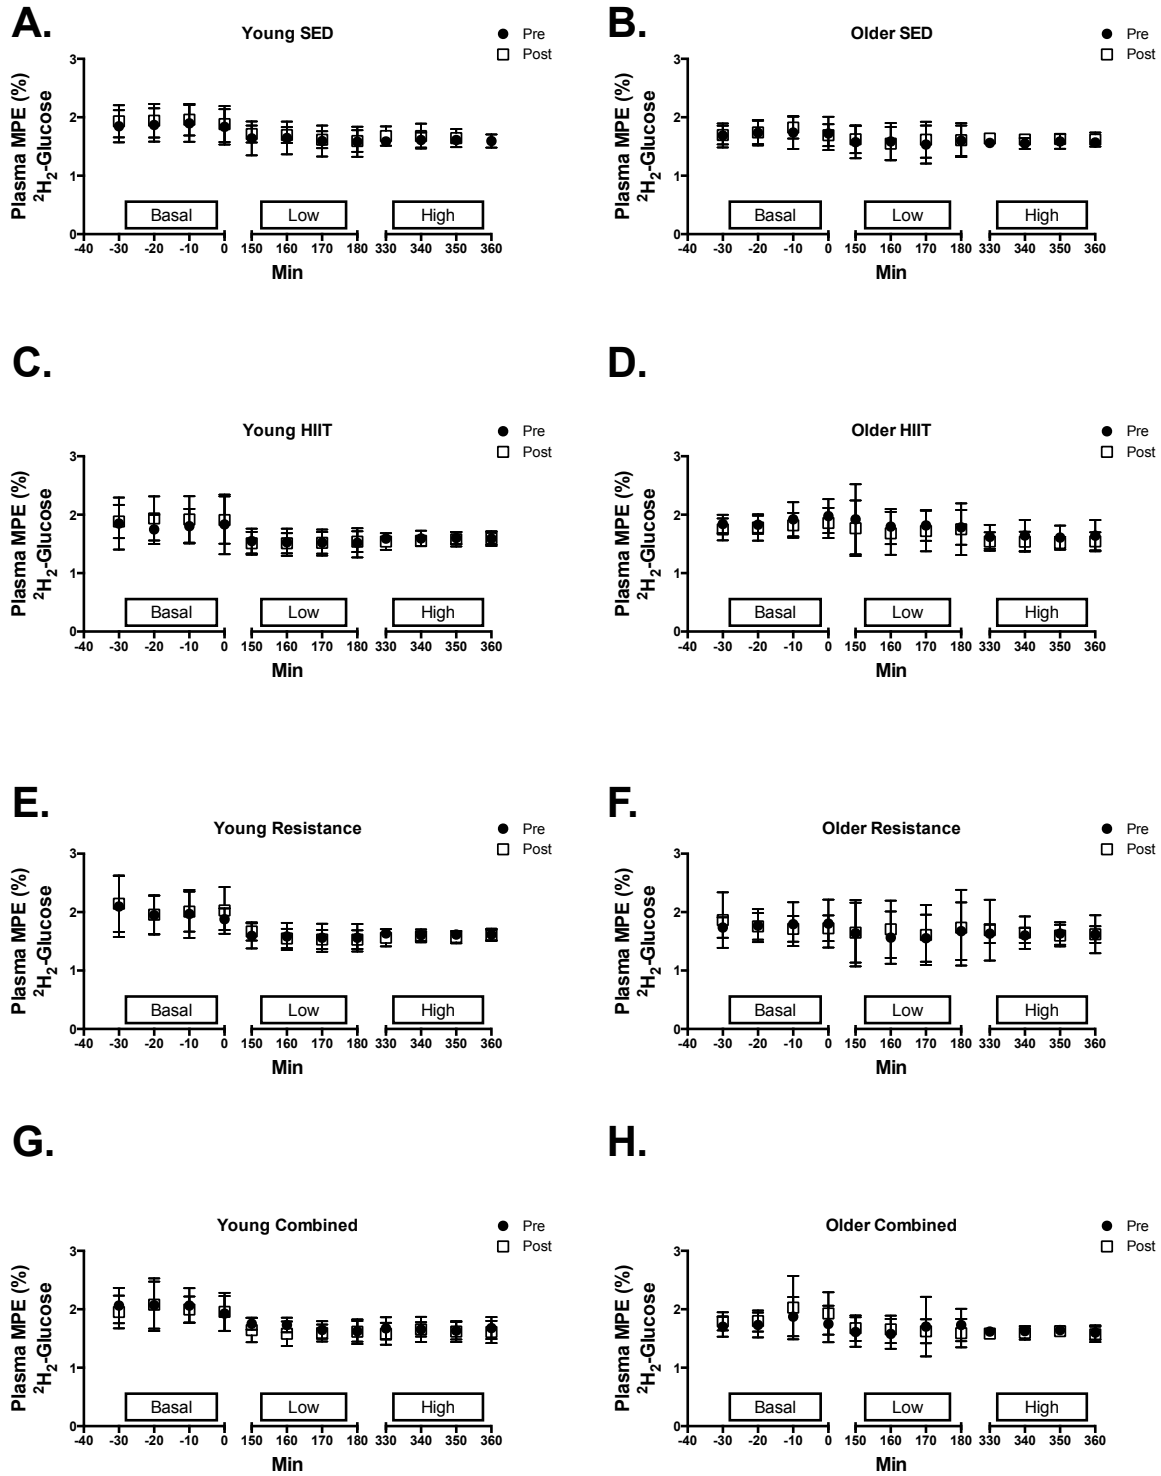 A.
Young SED
Pre
Post
Plasma MPE (%)
²H₂-Glucose
3
2
1
0
Basal
Low
High
-40 -30 -20 -10 0 150 160 170 180 330 340 350 360
Min
B.
Older SED
Pre
Post
Plasma MPE (%)
²H₂-Glucose
3
2
1
0
Basal
Low
High
-40 -30 -20 -10 0 150 160 170 180 330 340 350 360
Min
C.
Young HIIT
Pre
Post
Plasma MPE (%)
²H₂-Glucose
3
2
1
0
Basal
Low
High
-40 -30 -20 -10 0 150 160 170 180 330 340 350 360
Min
D.
Older HIIT
Pre
Post
Plasma MPE (%)
²H₂-Glucose
3
2
1
0
Basal
Low
High
-40 -30 -20 -10 0 150 160 170 180 330 340 350 360
Min
E.
Young Resistance
Pre
Post
Plasma MPE (%)
²H₂-Glucose
3
2
1
0
Basal
Low
High
-40 -30 -20 -10 0 150 160 170 180 330 340 350 360
Min
F.
Older Resistance
Pre
Post
Plasma MPE (%)
²H₂-Glucose
3
2
1
0
Basal
Low
High
-40 -30 -20 -10 0 150 160 170 180 330 340 350 360
Min
G.
Young Combined
Pre
Post
Plasma MPE (%)
²H₂-Glucose
3
2
1
0
Basal
Low
High
-40 -30 -20 -10 0 150 160 170 180 330 340 350 360
Min
H.
Older Combined
Pre
Post
Plasma MPE (%)
²H₂-Glucose
3
2
1
0
Basal
Low
High
-40 -30 -20 -10 0 150 160 170 180 330 340 350 360
Min